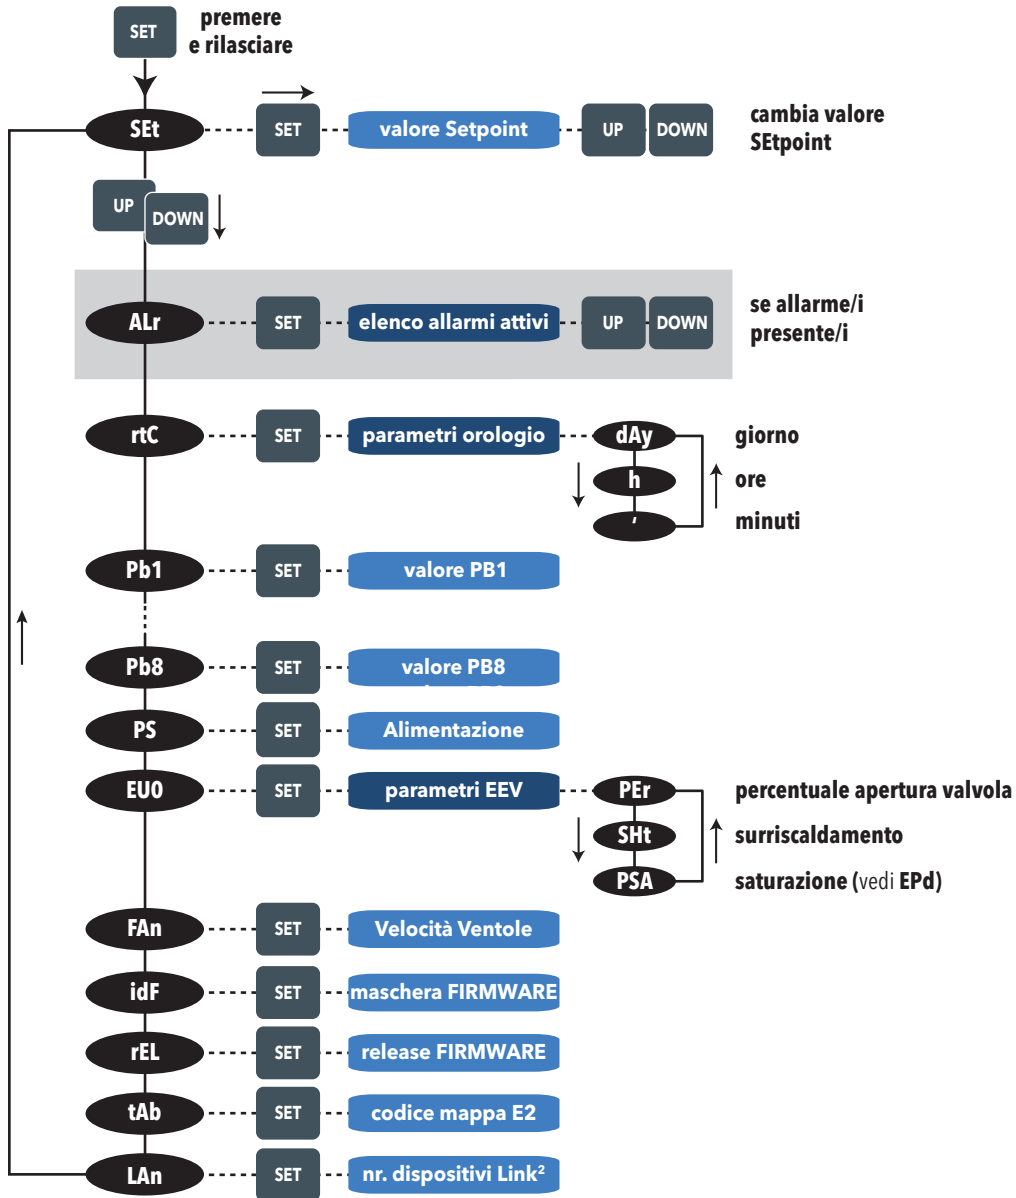 SET
premere
e rilasciare
SEt
SET
valore Setpoint
UP
DOWN
cambia valore
SEtpoint
UP
DOWN
ALr
SET
elenco allarmi attivi
UP
DOWN
se allarme/i
presente/i
rtC
SET
parametri orologio
dAy
giorno
h
ore
'
minuti
Pb1
SET
valore PB1
Pb8
SET
valore PB8
PS
SET
Alimentazione
EU0
SET
parametri EEV
PEr
percentuale apertura valvola
SHt
surriscaldamento
PSA
saturazione (vedi EPd)
FAn
SET
Velocità Ventole
idF
SET
maschera FIRMWARE
rEL
SET
release FIRMWARE
tAb
SET
codice mappa E2
LAn
SET
nr. dispositivi Link²